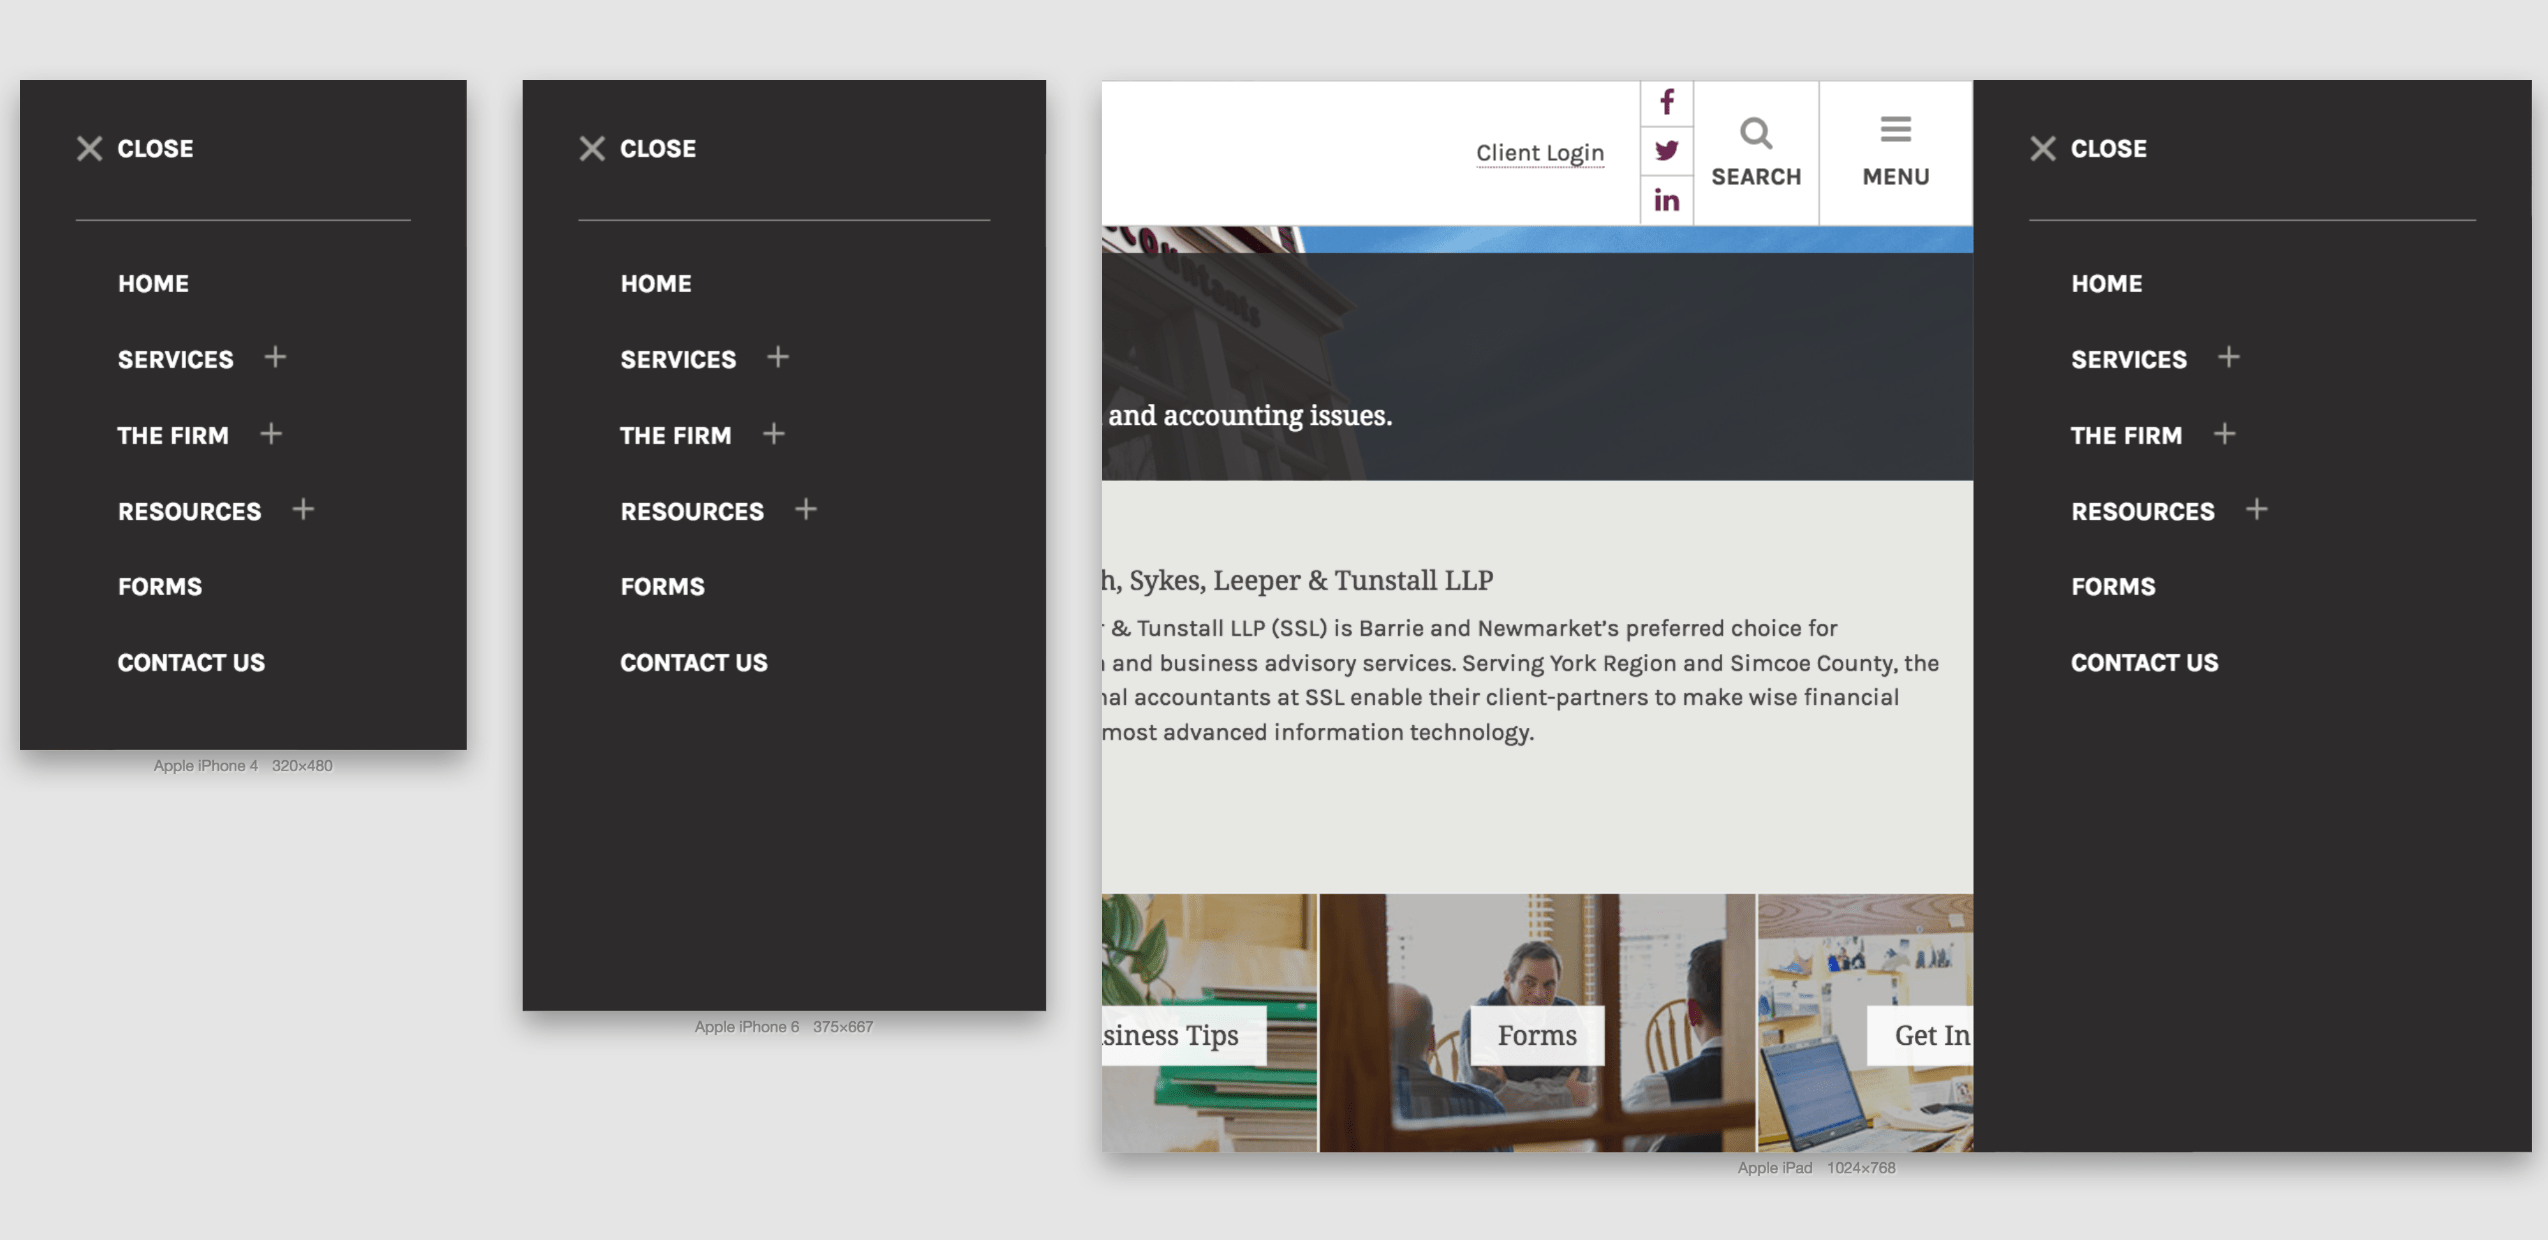 CLOSE
HOME
SERVICES
THE FIRM
RESOURCES
FORMS
CONTACT US
Apple iPhone 4 320×480
CLOSE
HOME
SERVICES
THE FIRM
RESOURCES
FORMS
CONTACT US
Apple iPhone 6 375×667
Client Login
SEARCH
MENU
and accounting issues.
h, Sykes, Leeper & Tunstall LLP
r & Tunstall LLP (SSL) is Barrie and Newmarket’s preferred choice for
and business advisory services. Serving York Region and Simcoe County, the
nal accountants at SSL enable their client-partners to make wise financial
most advanced information technology.
siness Tips
Forms
Get In
CLOSE
HOME
SERVICES
THE FIRM
RESOURCES
FORMS
CONTACT US
Apple iPad 1024×768